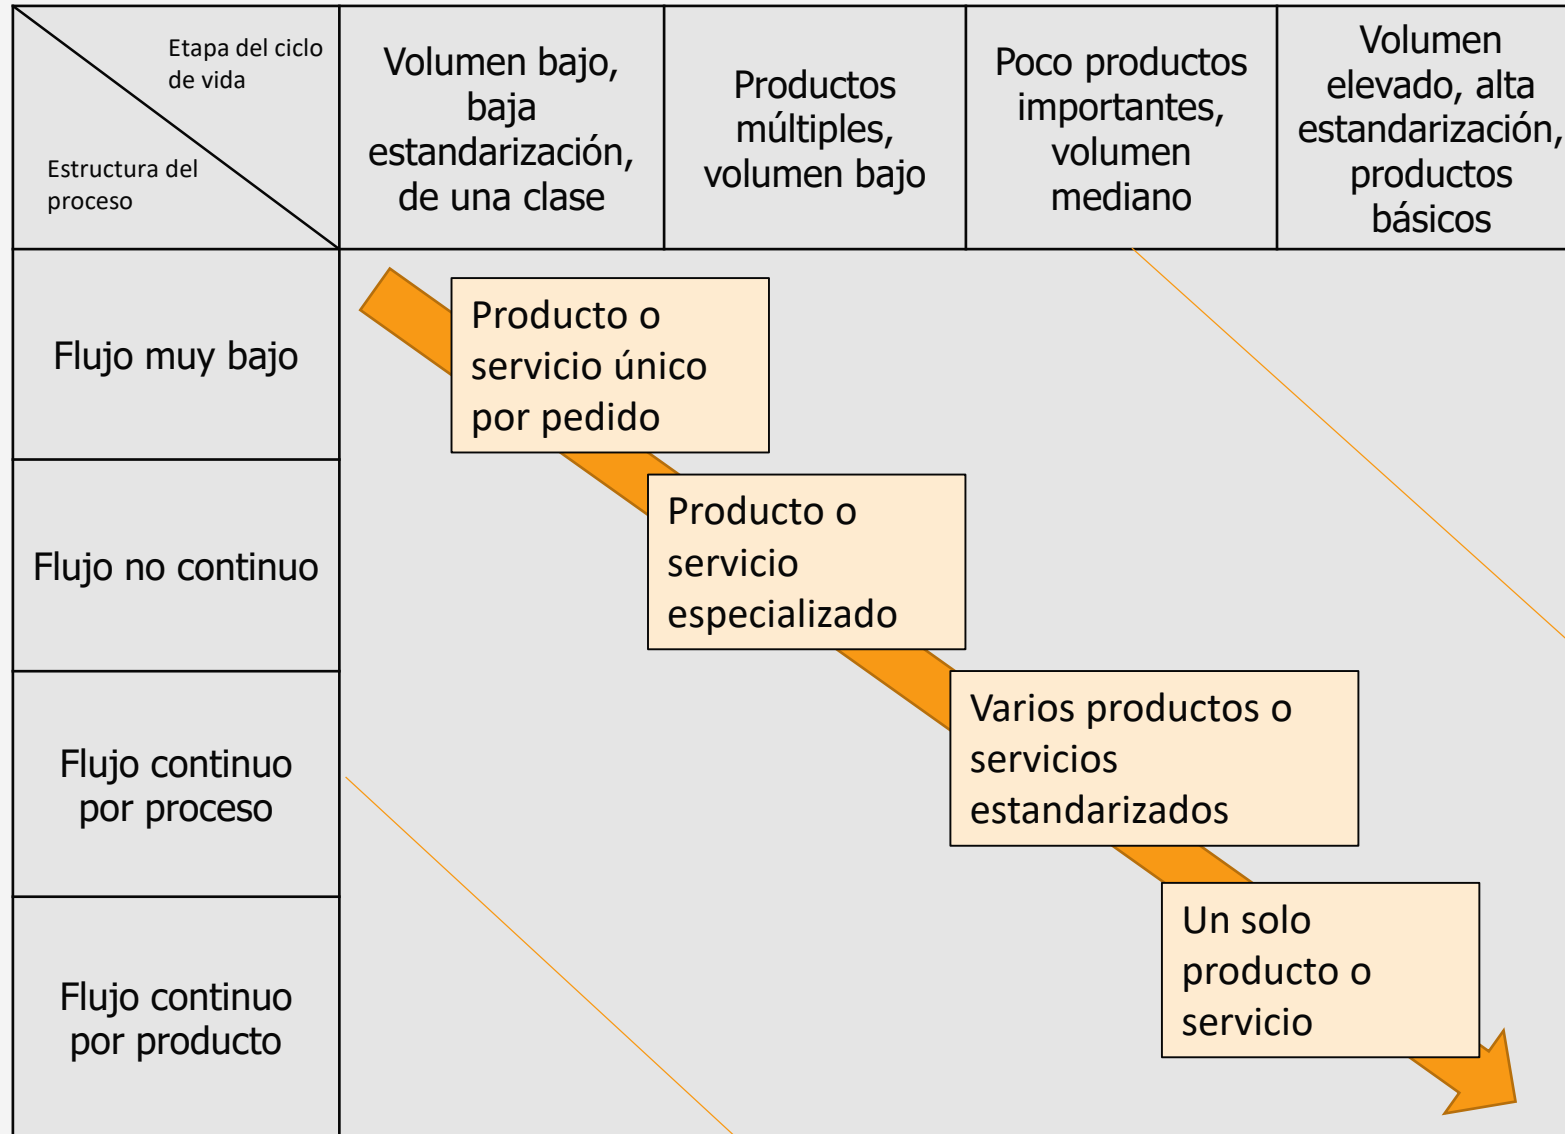 Etapa del ciclo
de vida
Estructura del
proceso
Volumen bajo,
baja
estandarización,
de una clase
Productos
múltiples,
volumen bajo
Poco productos
importantes,
volumen
mediano
Volumen
elevado, alta
estandarización,
productos
básicos
Flujo muy bajo
Producto o
servicio único
por pedido
Flujo no continuo
Producto o
servicio
especializado
Flujo continuo
por proceso
Varios productos o
servicios
estandarizados
Flujo continuo
por producto
Un solo
producto o
servicio